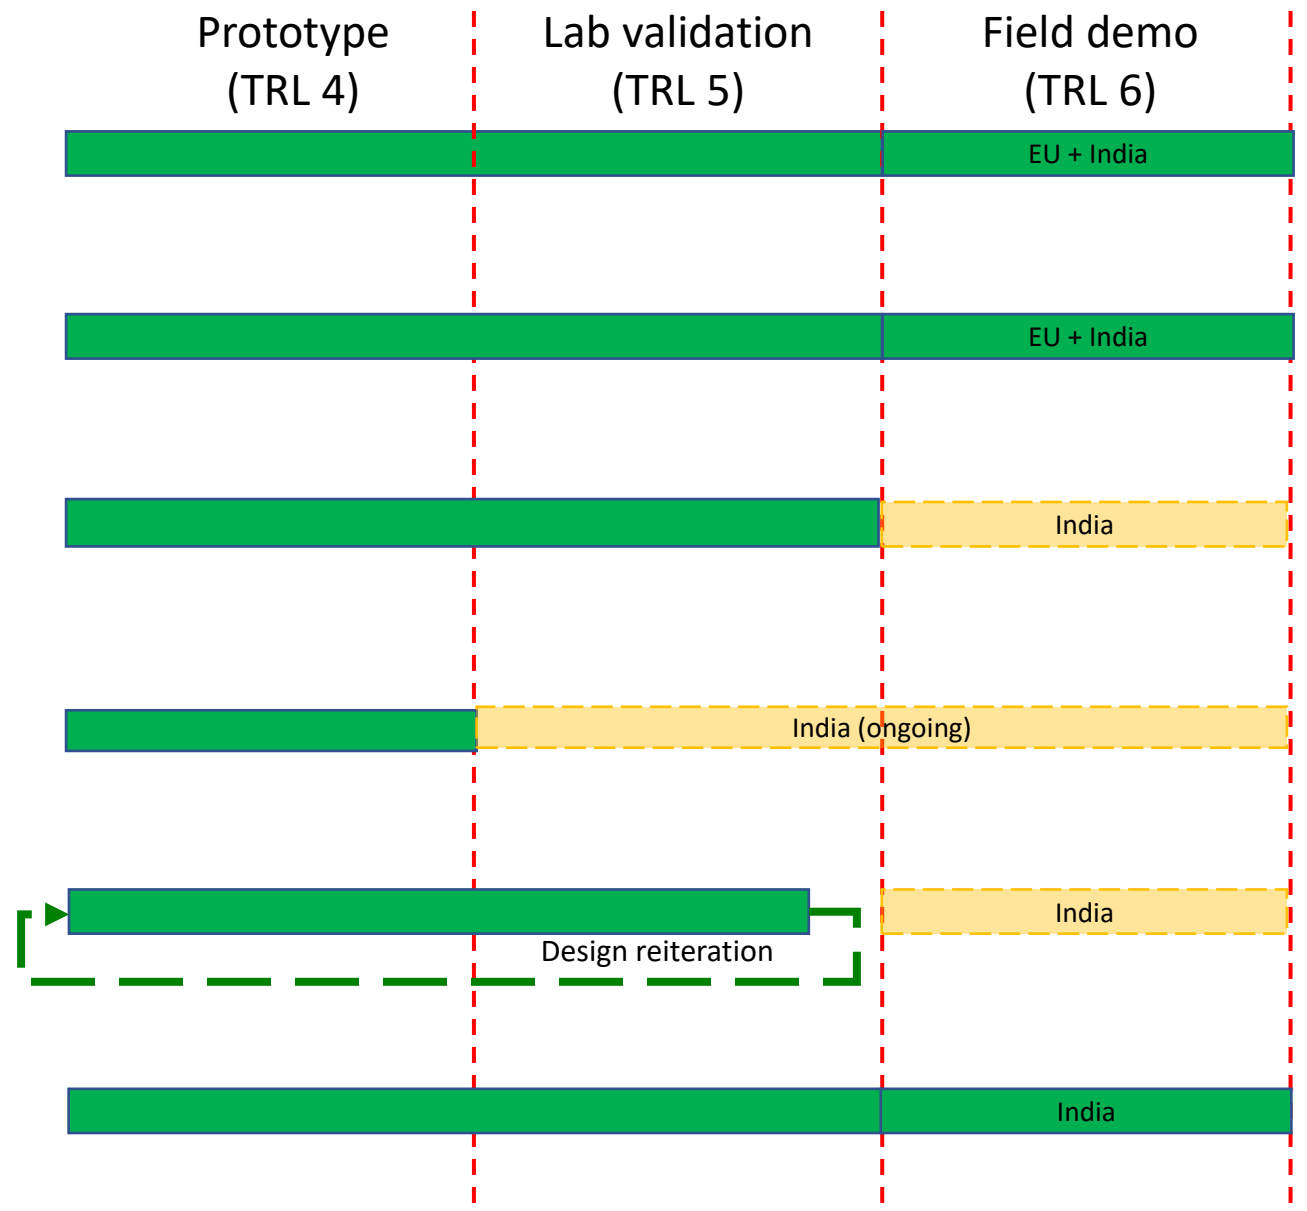 Prototype
(TRL 4)
Lab validation
(TRL 5)
Field demo
(TRL 6)
EU + India
EU + India
India
India (ongoing)
India
Design reiteration
India